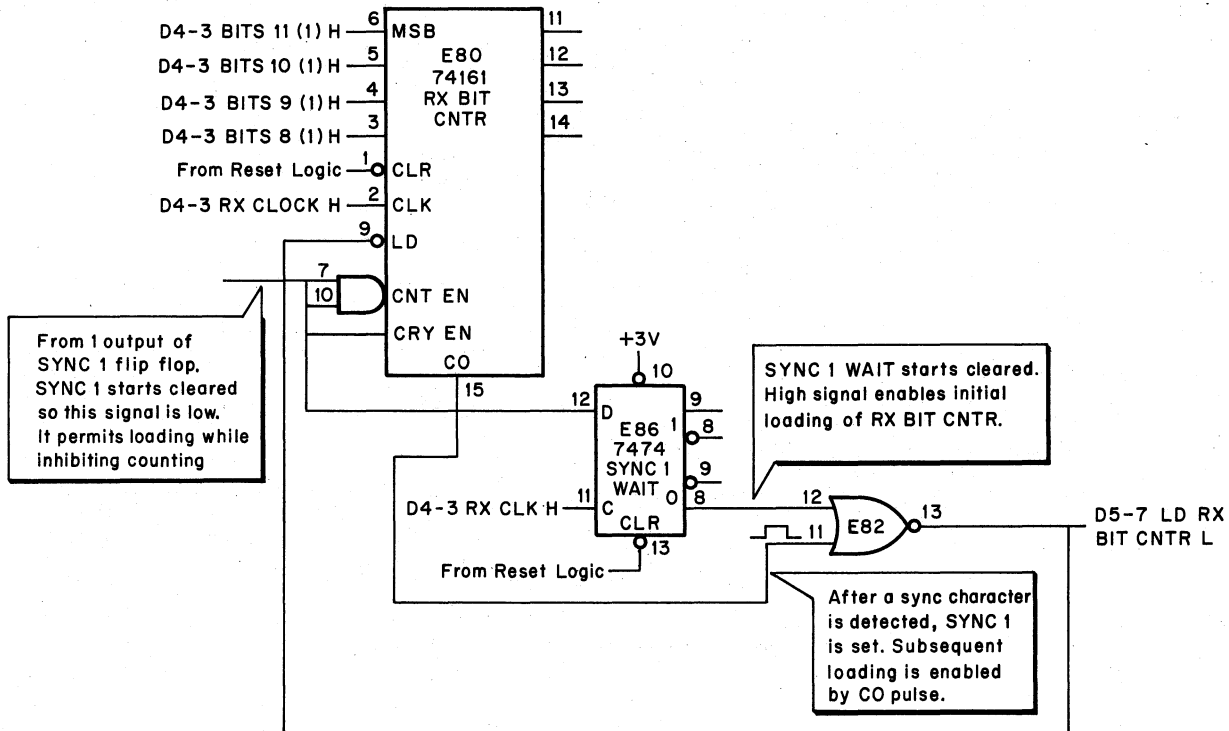 D4-3 BITS 11 (1) H
6
MSB
11
D4-3 BITS 10 (1) H
5
E80
74161
RX BIT
CNTR
12
D4-3 BITS 9 (1) H
4
13
D4-3 BITS 8 (1) H
3
14
From Reset Logic
1
CLR
D4-3 RX CLOCK H
2
CLK
9
LD
7
10
CNT EN
CRY EN
CO
15
From 1 output of
SYNC 1 flip flop.
SYNC 1 starts cleared
so this signal is low.
It permits loading while
inhibiting counting
+3V
10
12
D
9
1
8
E86
7474
SYNC 1
WAIT
9
0
8
D4-3 RX CLK H
11
C
CLR
13
From Reset Logic
SYNC 1 WAIT starts cleared.
High signal enables initial
loading of RX BIT CNTR.
12
11
E82
13
D5-7 LD RX
BIT CNTR L
After a sync character
is detected, SYNC 1
is set. Subsequent
loading is enabled
by CO pulse.